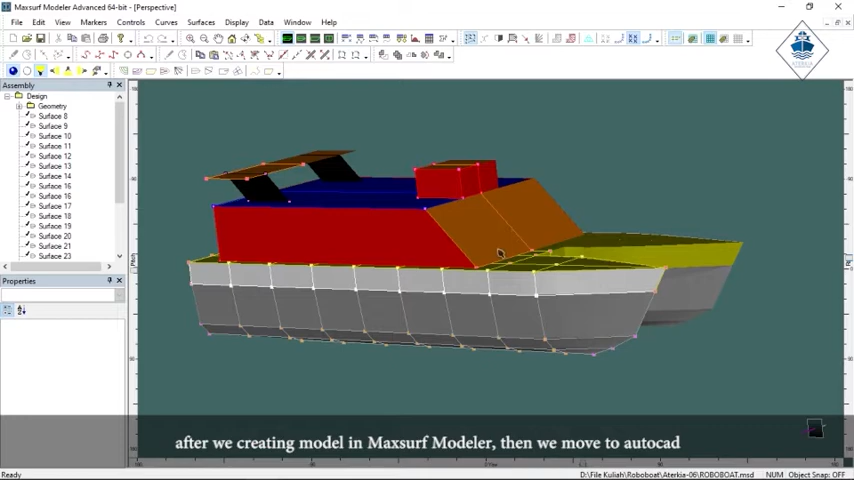 Maxsurf Modeler Advanced 64-bit - [Perspective]
File Edit View Markers Controls Curves Surfaces Display Data Window Help
Assembly
Design
Geometry
Surface 8
Surface 9
Surface 10
Surface 11
Surface 12
Surface 13
Surface 14
Surface 16
Surface 16
Surface 17
Surface 18
Surface 19
Surface 20
Surface 21
Surface 23
Properties
ATERKIA
after we creating model in Maxsurf Modeler, then we move to autocad
Ready
D:\File Kuliah\Roboboat\Aterkia-06\ROBOBOAT.msd NUM Object Snap: OFF